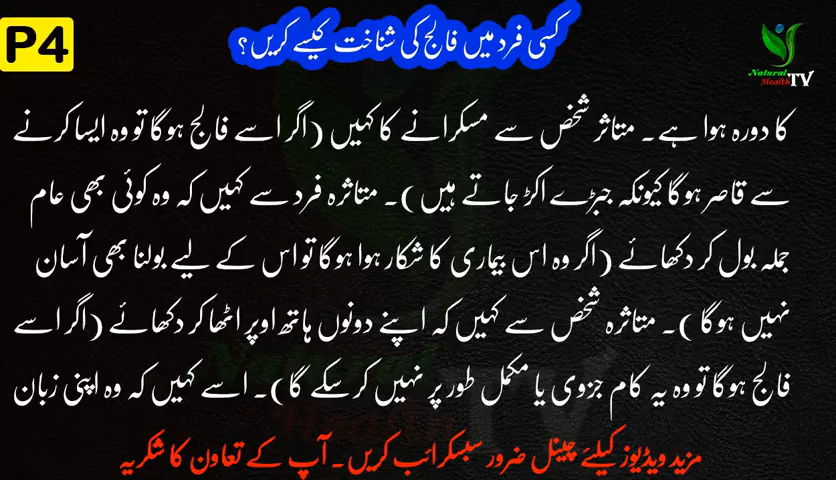 P4
کسی فرد میں فالج کی شناخت کیسے کریں؟
Natural
Health TV
کا دورہ ہوا ہے۔ متاثر شخص سے مسکرانے کا کہیں (اگر اسے فالج ہوگا تو وہ ایسا کرنے
سے قاصر ہوگا کیونکہ جبڑے اکڑ جاتے ہیں)۔ متاثرہ فرد سے کہیں کہ وہ کوئی بھی عام
جملہ بول کر دکھائے (اگر وہ اس بیماری کا شکار ہوا ہوگا تو اس کے لیے بولنا بھی آسان
نہیں ہوگا)۔ متاثرہ شخص سے کہیں کہ اپنے دونوں ہاتھ اوپر اٹھا کر دکھائے (اگر اسے
فالج ہوگا تو وہ یہ کام جزوی یا مکمل طور پر نہیں کر سکے گا)۔ اسے کہیں کہ وہ اپنی زبان
مزید ویڈیوز کیلئے چینل ضرور سبسکرائب کریں۔ آپ کے تعاون کا شکریہ